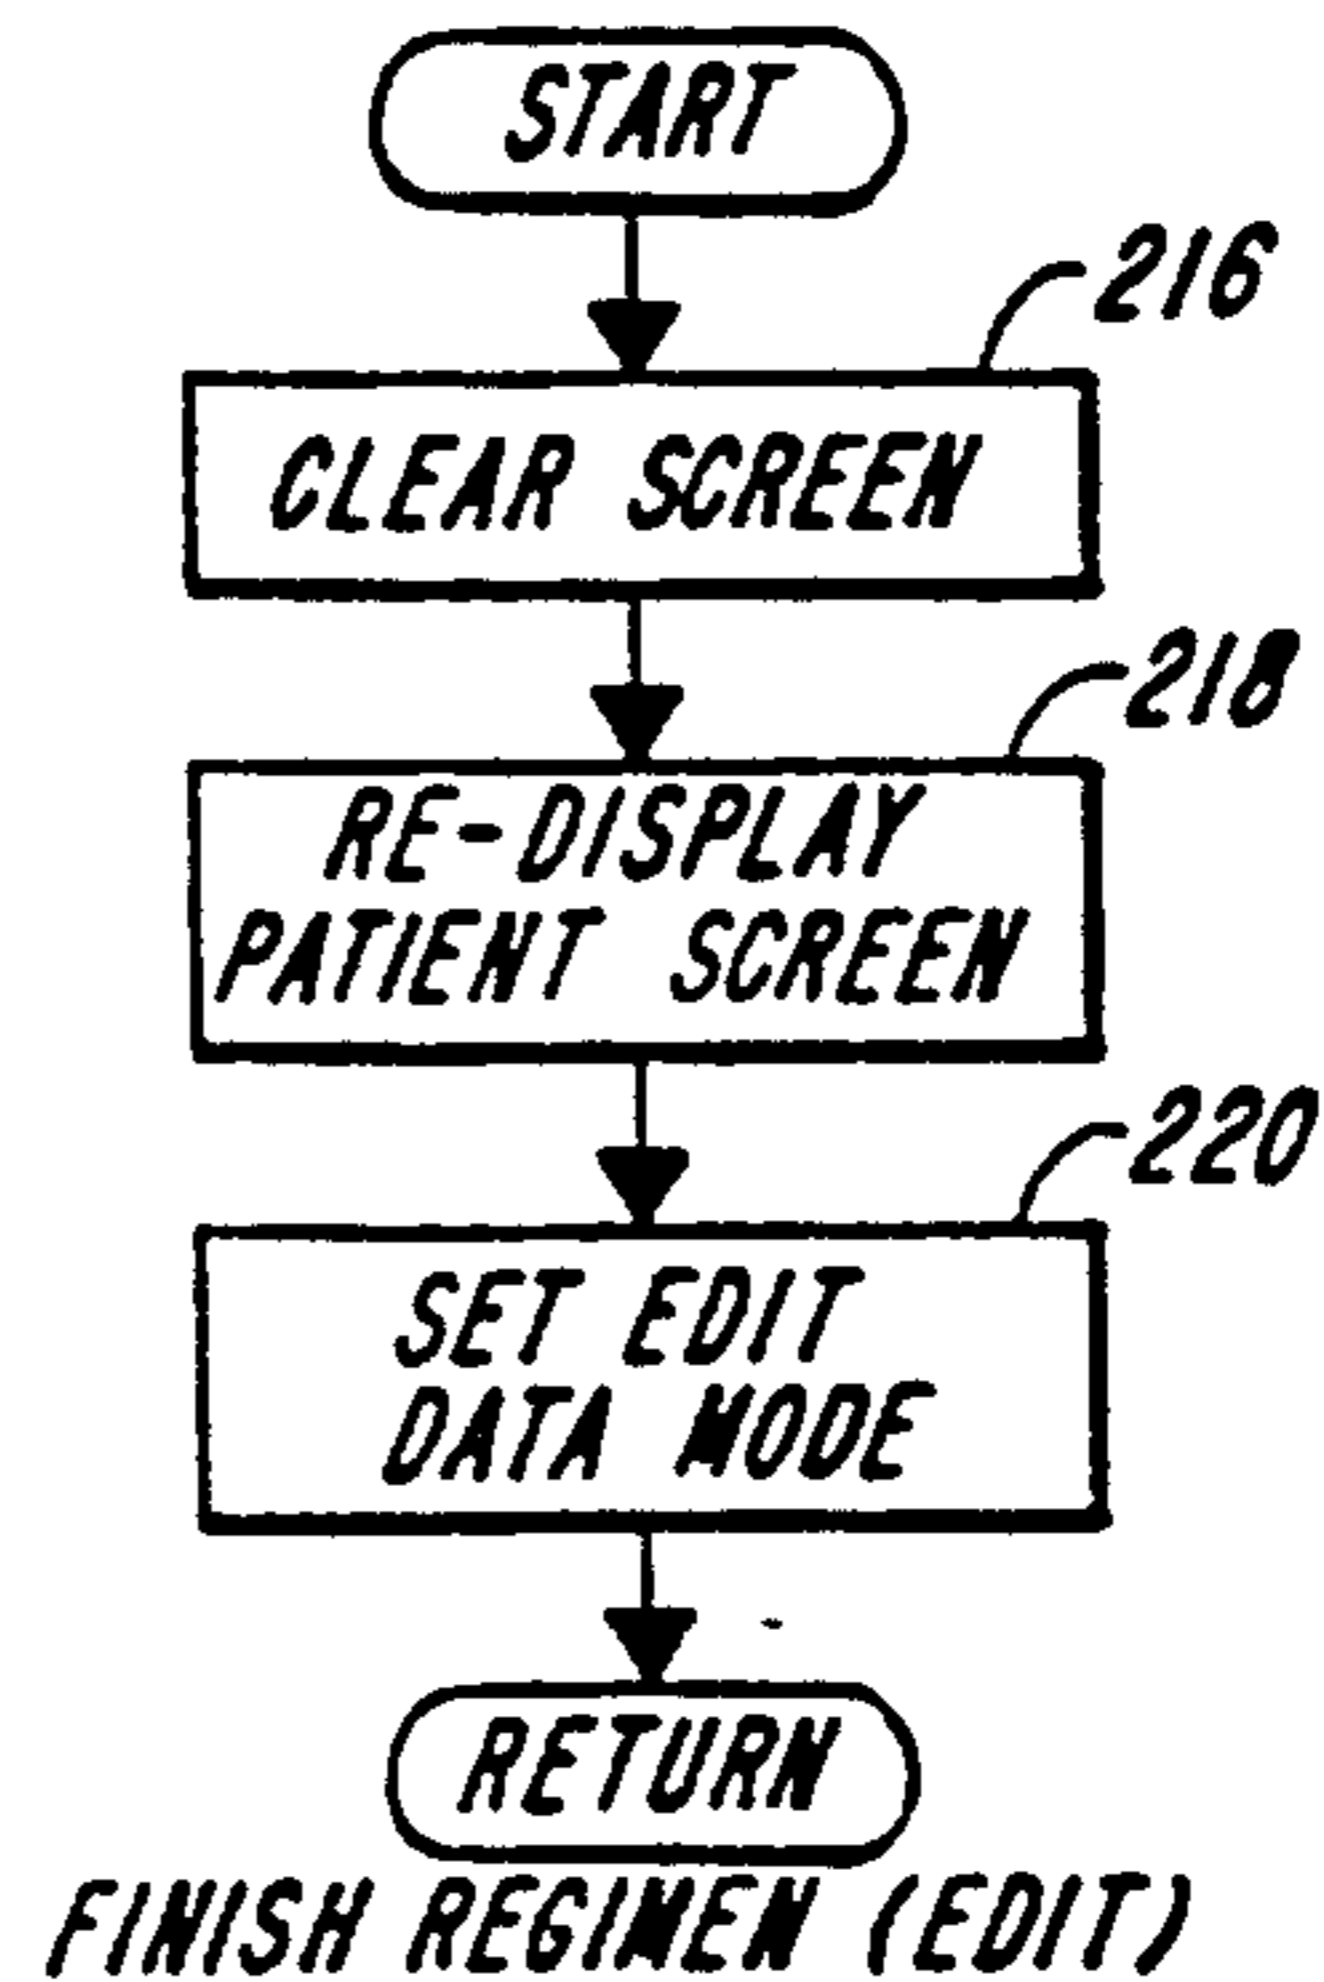 START
216
CLEAR SCREEN
218
RE-DISPLAY
PATIENT SCREEN
220
SET EDIT
DATA MODE
RETURN
FINISH REGIMEN (EDIT)